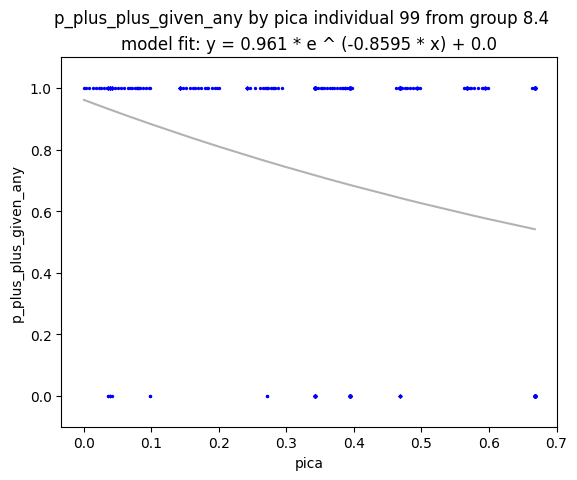 p_plus_plus_given_any by pica individual 99 from group 8.4
model fit: y = 0.961 * e ^ (-0.8595 * x) + 0.0
1.0
0.8
0.6
0.4
0.2
0.0
p_plus_plus_given_any
0.0 0.1 0.2 0.3 0.4 0.5 0.6 0.7
pica